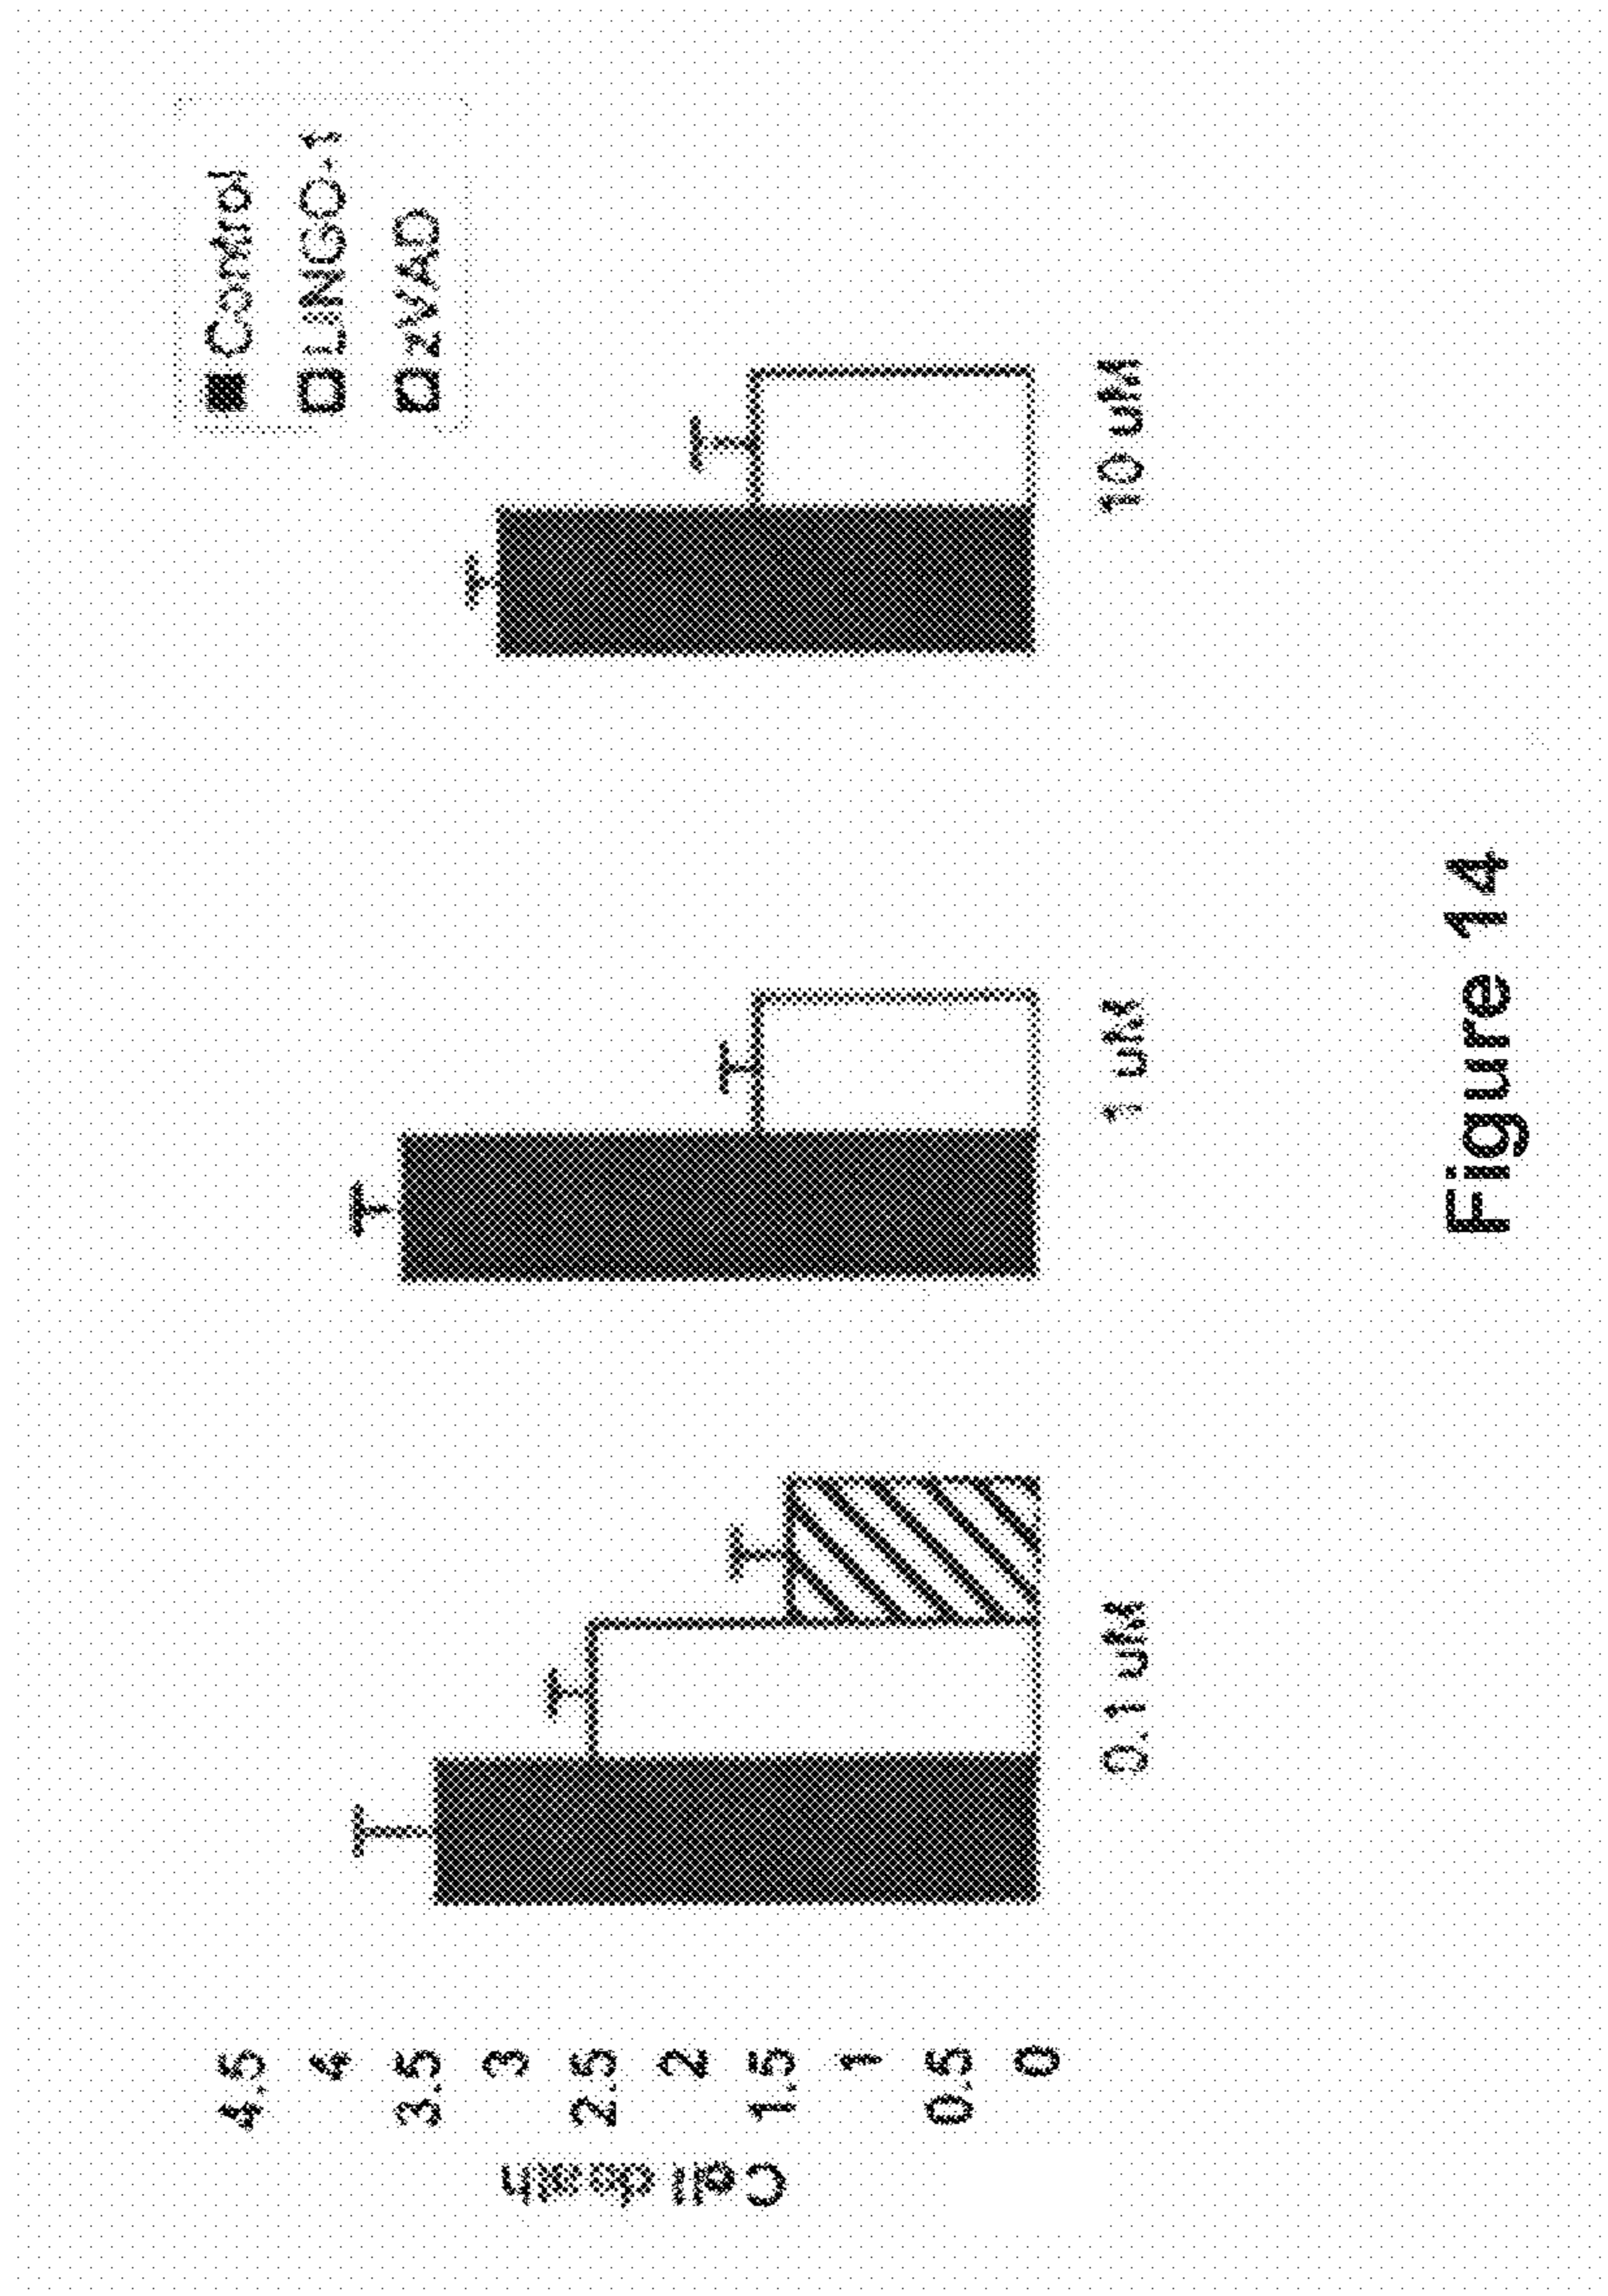 Control
LINGO-1
zVAD
4.5
4
3.5
3
2.5
2
1.5
1
0.5
0
Cell death
0.1 uM
1 uM
10 uM
Figure 14